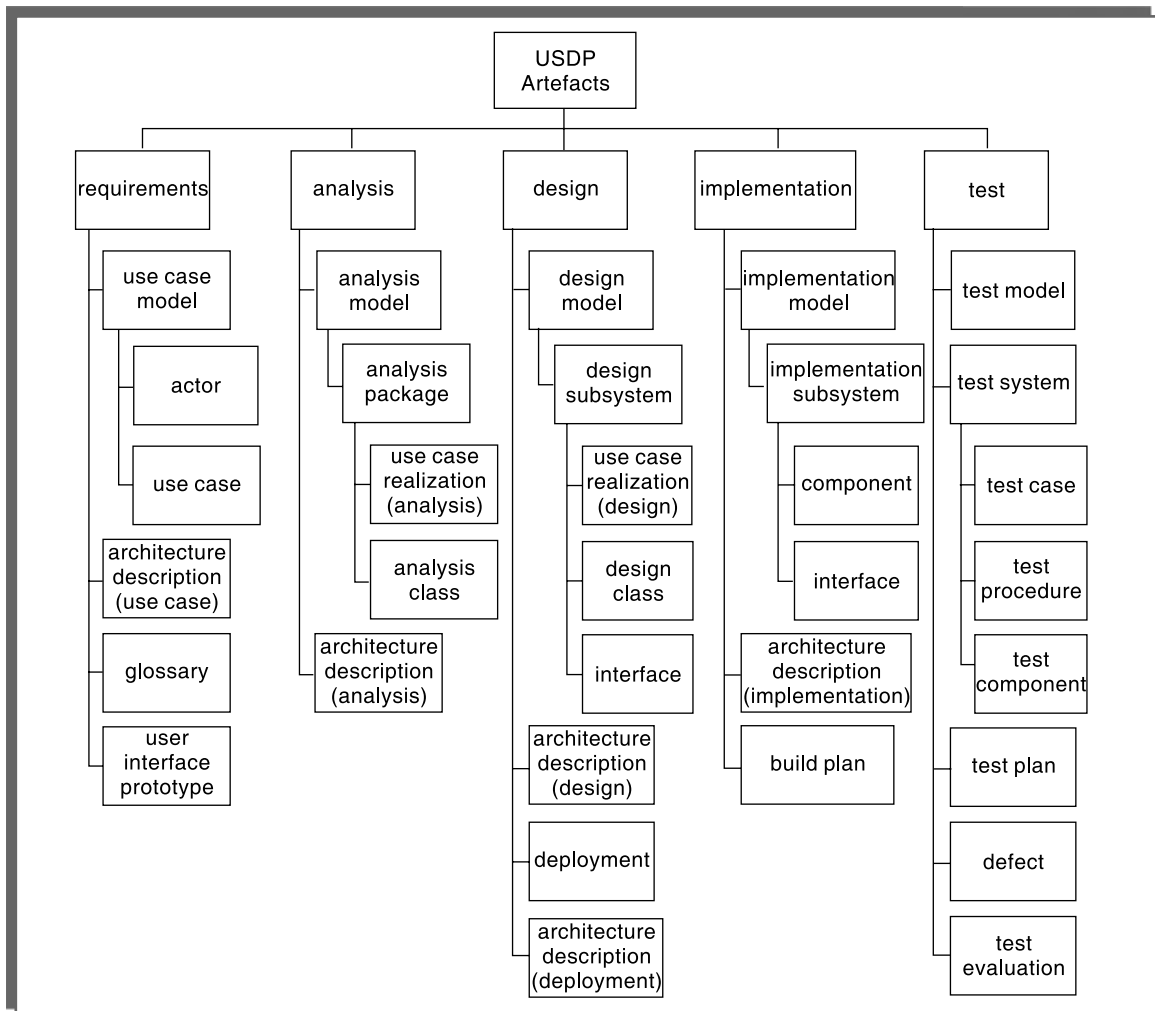 USDP
Artefacts
requirements
analysis
design
implementation
test
use case
model
actor
use case
architecture
description
(use case)
glossary
user
interface
prototype
analysis
model
analysis
package
use case
realization
(analysis)
analysis
class
architecture
description
(analysis)
design
model
design
subsystem
use case
realization
(design)
design
class
interface
architecture
description
(design)
deployment
architecture
description
(deployment)
implementation
model
implementation
subsystem
component
interface
architecture
description
(implementation)
build plan
test model
test system
test case
test
procedure
test
component
test plan
defect
test
evaluation